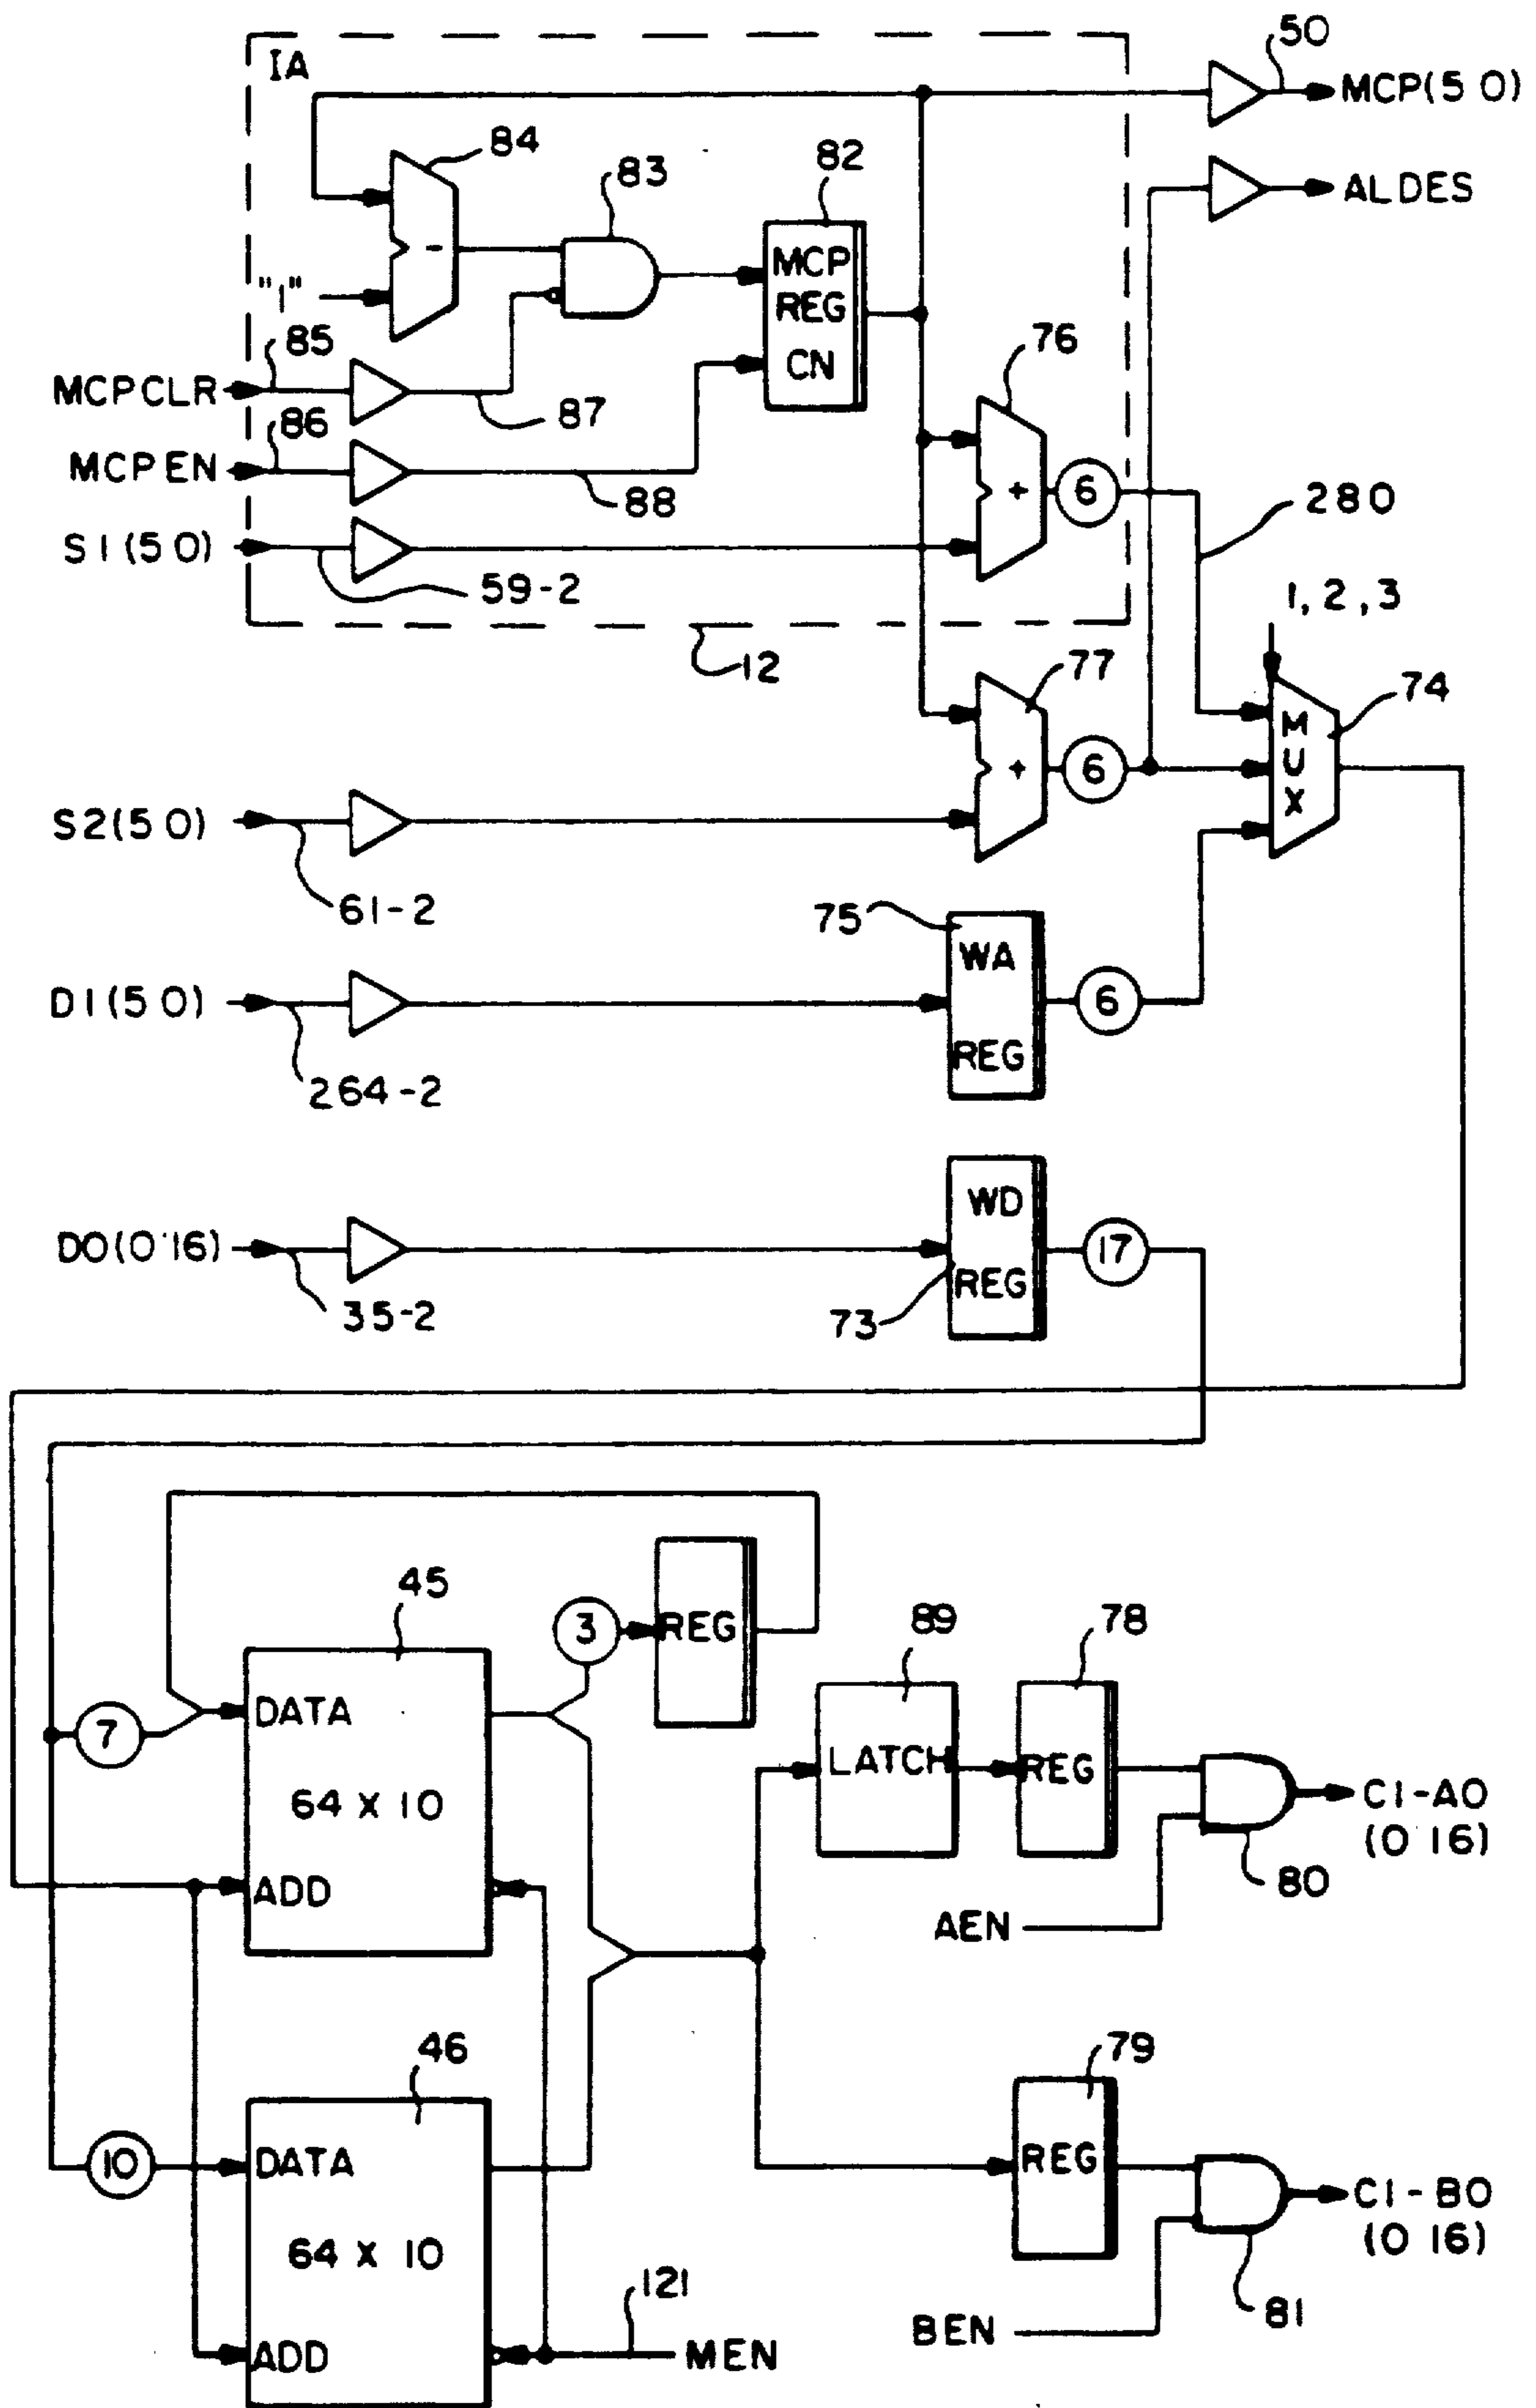 50
IA
MCP(5 0)
84
83
82
ALDES
MCP
REG
CN
-
"1"
85
76
MCPCLR
87
86
MCPEN
88
+
6
280
S1(5 0)
59-2
1, 2, 3
12
77
74
MUX
+
6
S2(5 0)
61-2
75
WA
REG
D1(5 0)
6
264-2
WD
REG
D0(0 16)
17
35-2
73
45
3
REG
89
78
7
DATA
64 X 10
ADD
LATCH
REG
C1-A0
(0 16)
80
AEN
46
79
10
DATA
64 X 10
ADD
REG
C1-B0
(0 16)
121
81
MEN
BEN